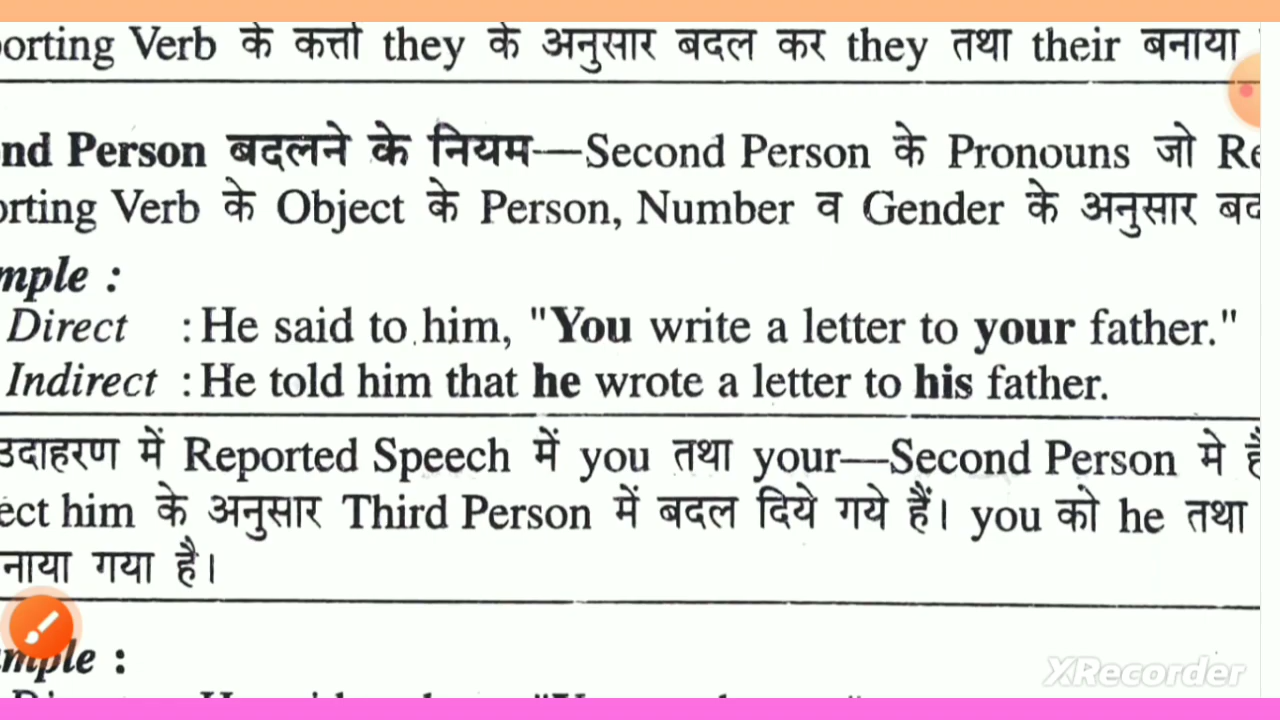 orting Verb के कर्त्ता they के अनुसार बदल कर they तथा their बनाया
nd Person बदलने के नियम—Second Person के Pronouns जो Re
orting Verb के Object के Person, Number व Gender के अनुसार बद
mple :
Direct : He said to him, "You write a letter to your father."
Indirect : He told him that he wrote a letter to his father.
उदाहरण में Reported Speech में you तथा your—Second Person मे हैं
ect him के अनुसार Third Person में बदल दिये गये हैं। you को he तथा
नाया गया है।
mple :
XRecorder